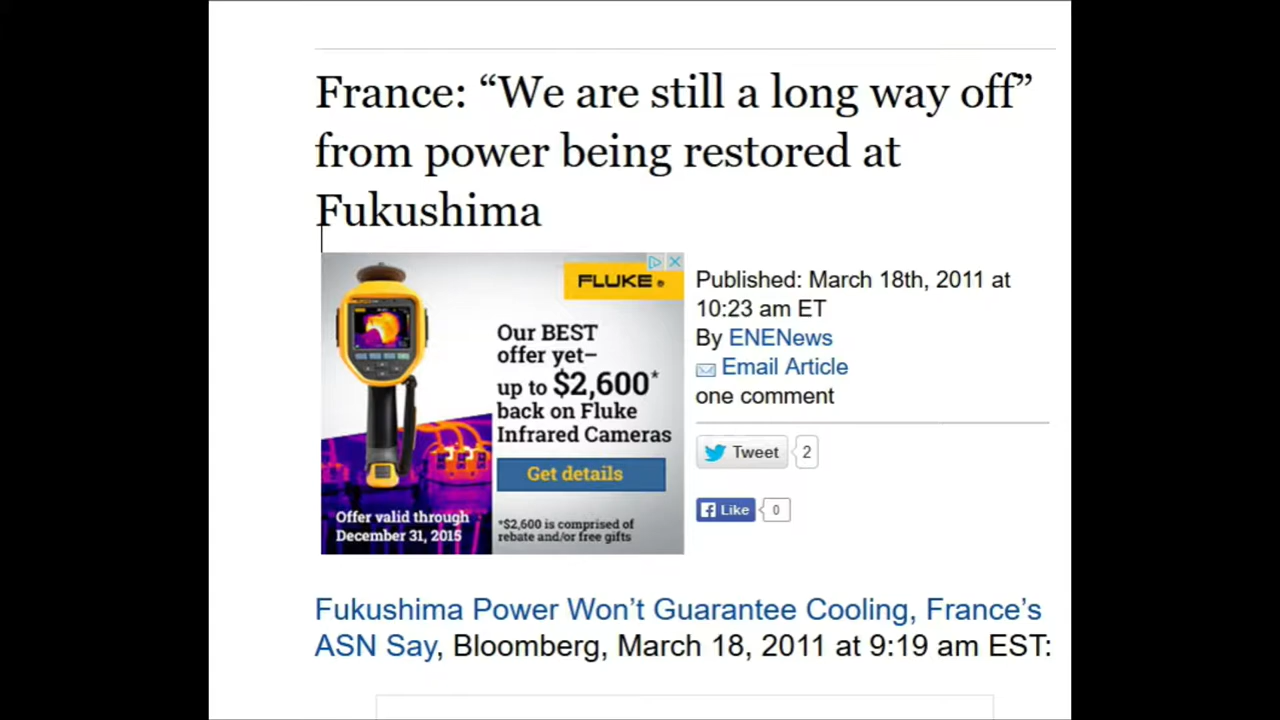 France: “We are still a long way off”
from power being restored at
Fukushima
FLUKE®
Our BEST
offer yet–
up to $2,600*
back on Fluke
Infrared Cameras
Get details
Offer valid through
December 31, 2015
*$2,600 is comprised of
rebate and/or free gifts
Published: March 18th, 2011 at
10:23 am ET
By ENENews
Email Article
one comment
Tweet 2
Like 0
Fukushima Power Won’t Guarantee Cooling, France’s
ASN Say, Bloomberg, March 18, 2011 at 9:19 am EST: